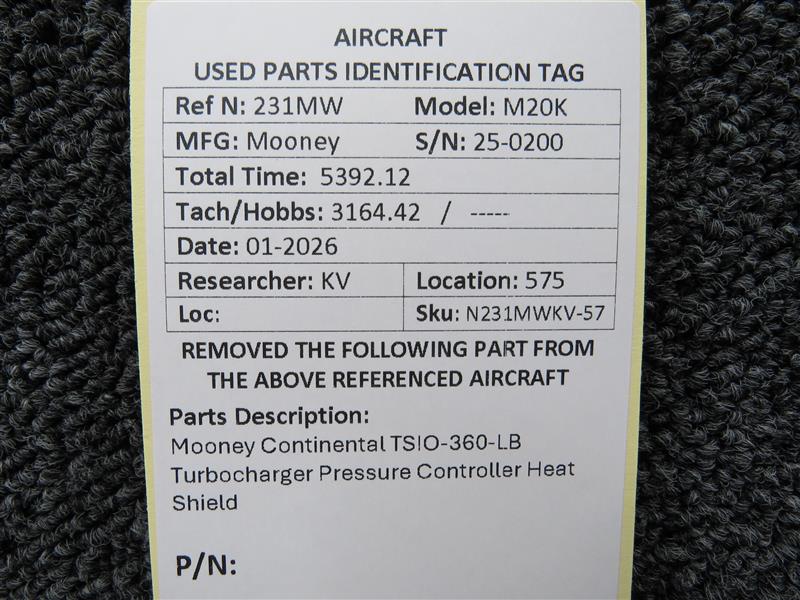 AIRCRAFT
USED PARTS IDENTIFICATION TAG
Ref N: 231MW Model: M20K
MFG: Mooney S/N: 25-0200
Total Time: 5392.12
Tach/Hobbs: 3164.42 / -----
Date: 01-2026
Researcher: KV Location: 575
Loc: Sku: N231MWKV-57
REMOVED THE FOLLOWING PART FROM
THE ABOVE REFERENCED AIRCRAFT
Parts Description:
Mooney Continental TSIO-360-LB
Turbocharger Pressure Controller Heat
Shield
P/N: